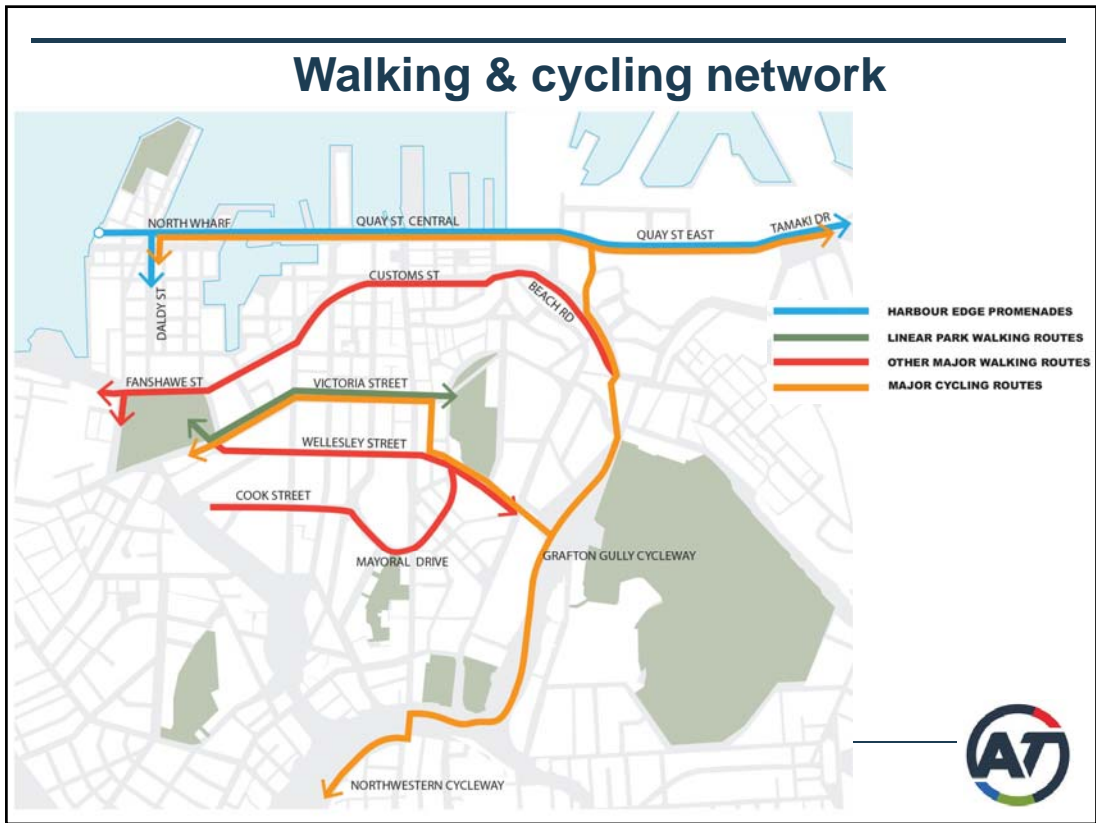 Walking & cycling network
NORTH WHARF
QUAY ST CENTRAL
QUAY ST EAST
TAMAKI DR
DALDY ST
CUSTOMS ST
BEACH RD
HARBOUR EDGE PROMENADES
LINEAR PARK WALKING ROUTES
OTHER MAJOR WALKING ROUTES
MAJOR CYCLING ROUTES
FANSHAWE ST
VICTORIA STREET
WELLESLEY STREET
COOK STREET
MAYORAL DRIVE
GRAFTON GULLY CYCLEWAY
NORTHWESTERN CYCLEWAY
AT